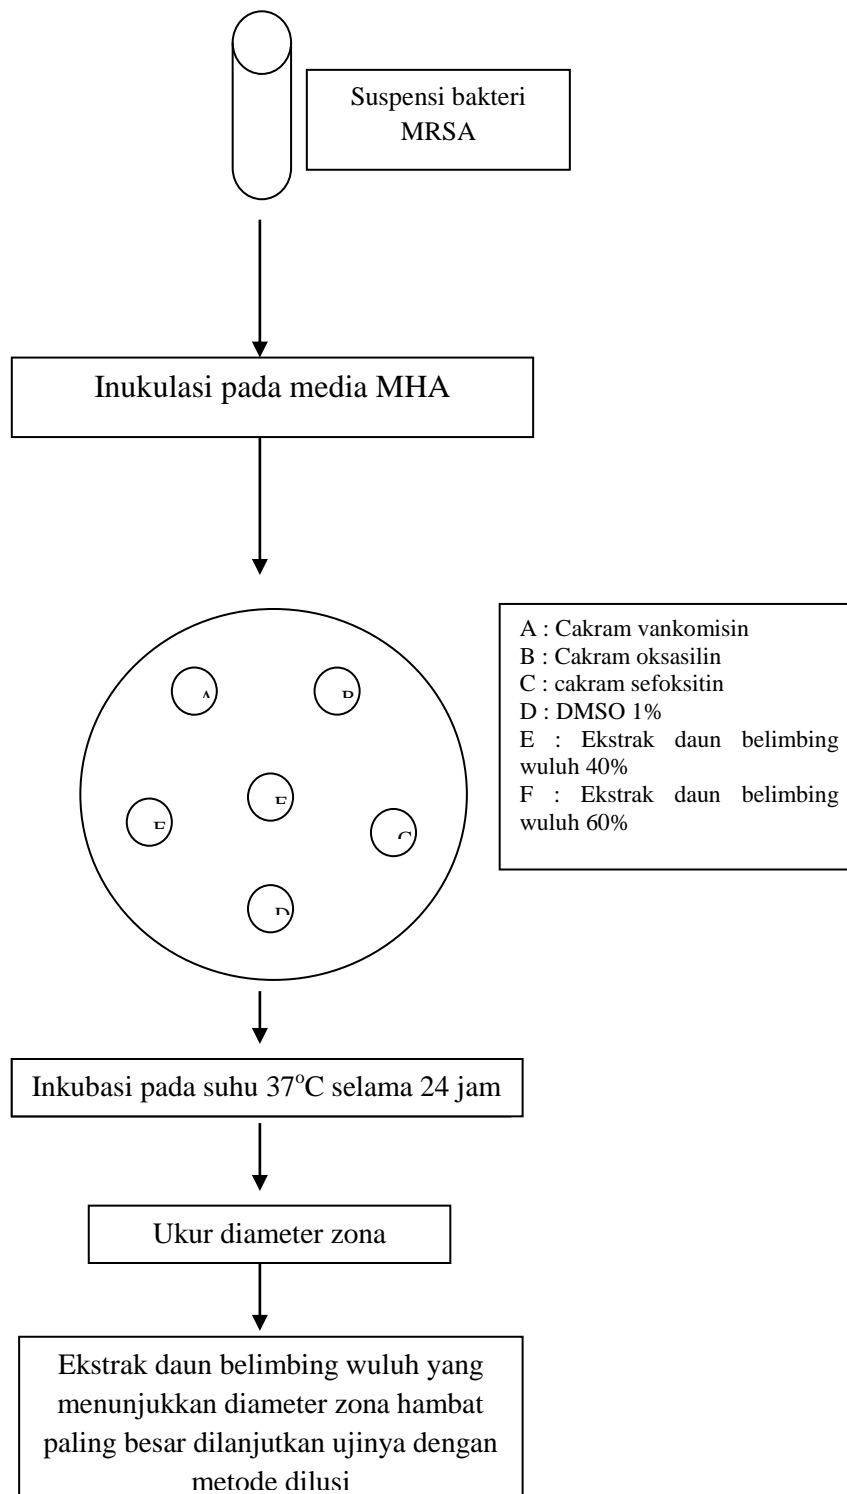 Suspensi bakteri
MRSA
Inukulasi pada media MHA
A : Cakram vankomisin
B : Cakram oksasilin
C : cakram sefoksitin
D : DMSO 1%
E : Ekstrak daun belimbing
wuluh 40%
F : Ekstrak daun belimbing
wuluh 60%
A
B
C
D
Inkubasi pada suhu 37°C selama 24 jam
Ukur diameter zona
Ekstrak daun belimbing wuluh yang
menunjukkan diameter zona hambat
paling besar dilanjutkan ujinya dengan
metode dilusi